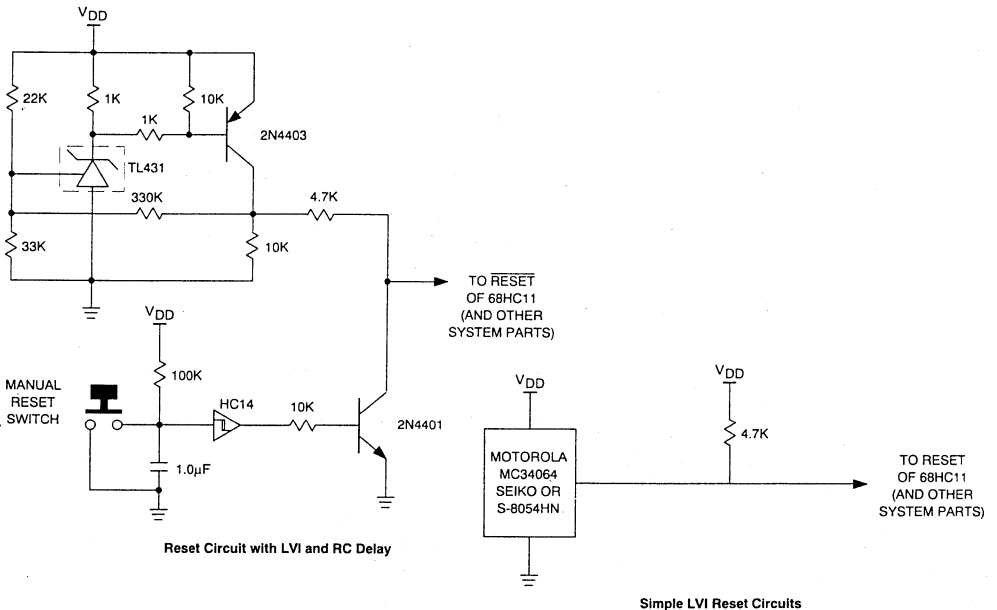 VDD
22K
1K
10K
1K
2N4403
TL431
330K
4.7K
33K
10K
TO RESET
OF 68HC11
(AND OTHER
SYSTEM PARTS)
VDD
100K
MANUAL
RESET
SWITCH
HC14
10K
2N4401
1.0µF
Reset Circuit with LVI and RC Delay
VDD
VDD
4.7K
MOTOROLA
MC34064
SEIKO OR
S-8054HN
TO RESET
OF 68HC11
(AND OTHER
SYSTEM PARTS)
Simple LVI Reset Circuits